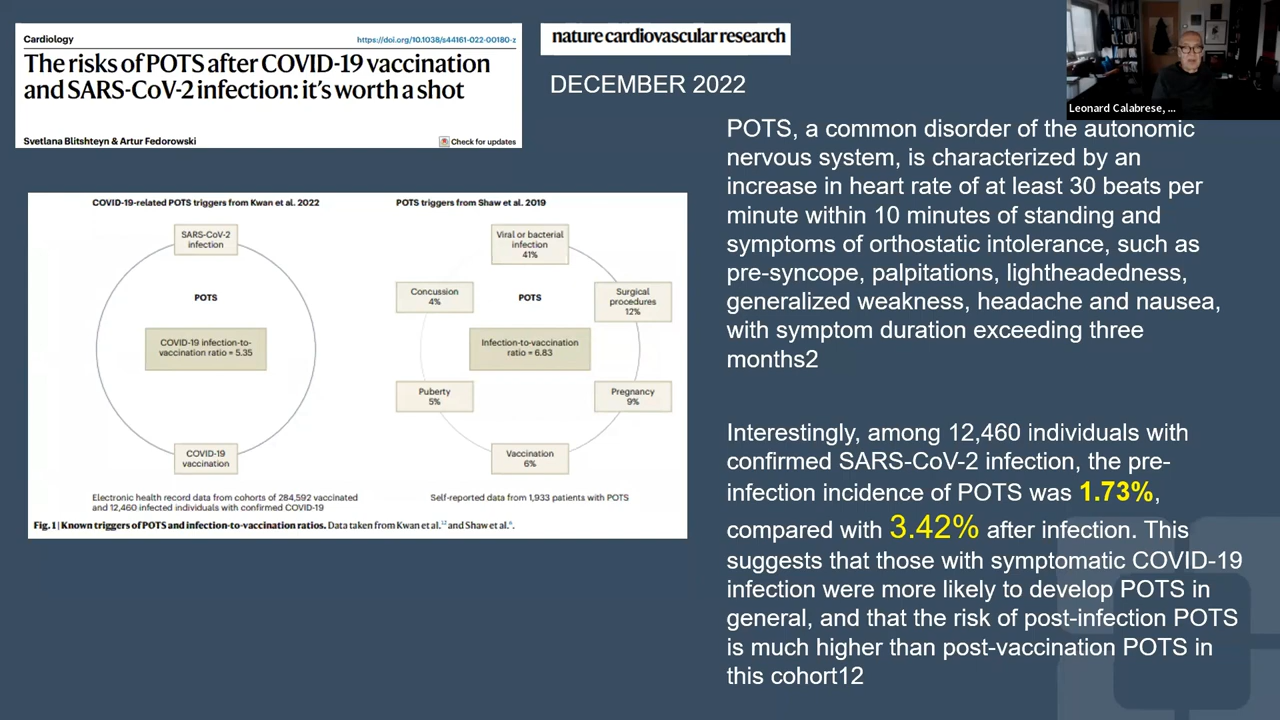 Cardiology
https://doi.org/10.1038/s44161-022-00180-z
The risks of POTS after COVID-19 vaccination
and SARS-CoV-2 infection: it's worth a shot
Svetlana Blitshteyn & Artur Fedorowski
Check for updates
nature cardiovascular research
DECEMBER 2022
Leonard Calabrese, ...
COVID-19-related POTS triggers from Kwan et al. 2022
SARS-CoV-2
infection
POTS
COVID-19 infection-to-
vaccination ratio = 5.35
COVID-19
vaccination
Electronic health record data from cohorts of 284,592 vaccinated
and 12,460 infected individuals with confirmed COVID-19
POTS triggers from Shaw et al. 2019
Viral or bacterial
infection
41%
Concussion
4%
POTS
Surgical
procedures
12%
Infection-to-vaccination
ratio = 6.83
Puberty
5%
Pregnancy
9%
Vaccination
6%
Self-reported data from 1,933 patients with POTS
Fig. 1 | Known triggers of POTS and infection-to-vaccination ratios. Data taken from Kwan et al.12 and Shaw et al.6.
POTS, a common disorder of the autonomic
nervous system, is characterized by an
increase in heart rate of at least 30 beats per
minute within 10 minutes of standing and
symptoms of orthostatic intolerance, such as
pre-syncope, palpitations, lightheadedness,
generalized weakness, headache and nausea,
with symptom duration exceeding three
months2
Interestingly, among 12,460 individuals with
confirmed SARS-CoV-2 infection, the pre-
infection incidence of POTS was 1.73%,
compared with 3.42% after infection. This
suggests that those with symptomatic COVID-19
infection were more likely to develop POTS in
general, and that the risk of post-infection POTS
is much higher than post-vaccination POTS in
this cohort12